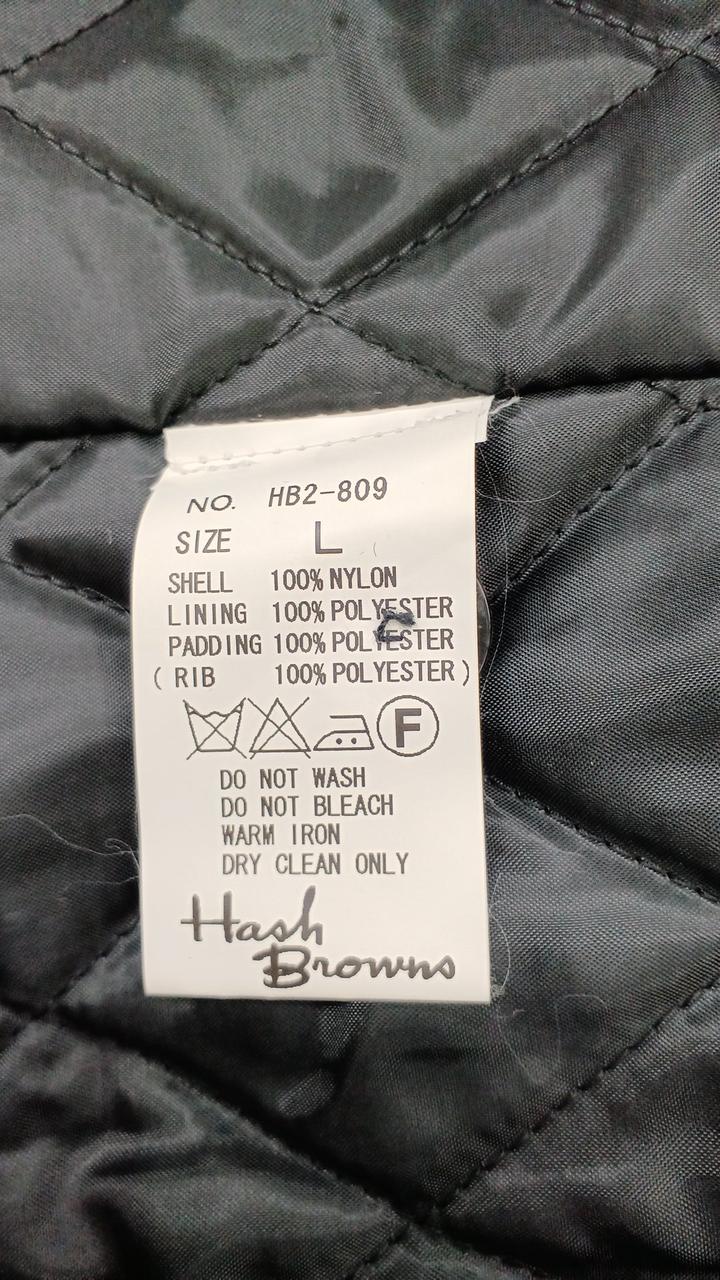 NO. HB2-809
SIZE L
SHELL 100% NYLON
LINING 100% POLYESTER
PADDING 100% POLYESTER
( RIB 100% POLYESTER )
F
DO NOT WASH
DO NOT BLEACH
WARM IRON
DRY CLEAN ONLY
Hash
Browns